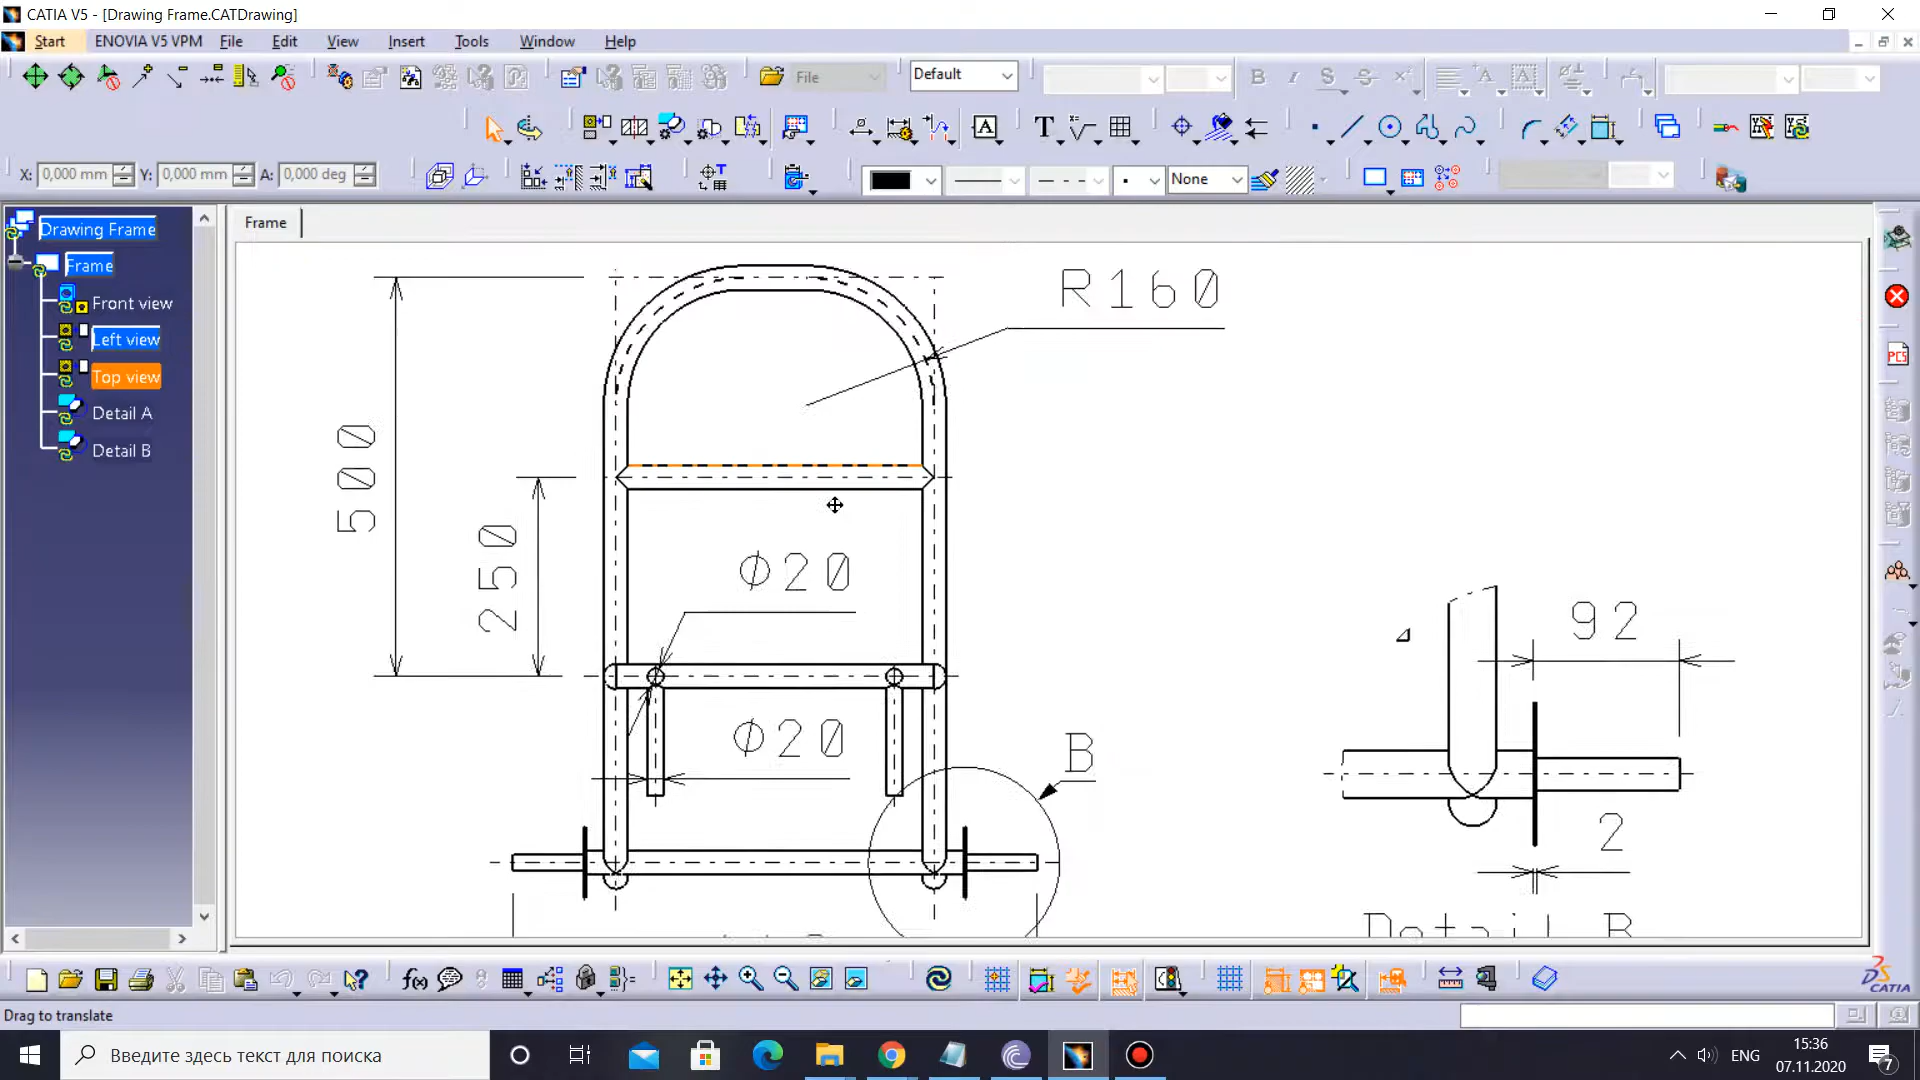 CATIA V5 - [Drawing Frame.CATDrawing]
Start ENOVIA V5 VPM File Edit View Insert Tools Window Help
File Default
X: 0,000 mm Y: 0,000 mm A: 0,000 deg
None
Drawing Frame
Frame
Front view
Left view
Top view
Detail A
Detail B
Frame
R160
500
250
Φ20
Φ20
B
92
2
Detail B
Drag to translate
Введите здесь текст для поиска
ENG
15:36
07.11.2020
7
CATIA